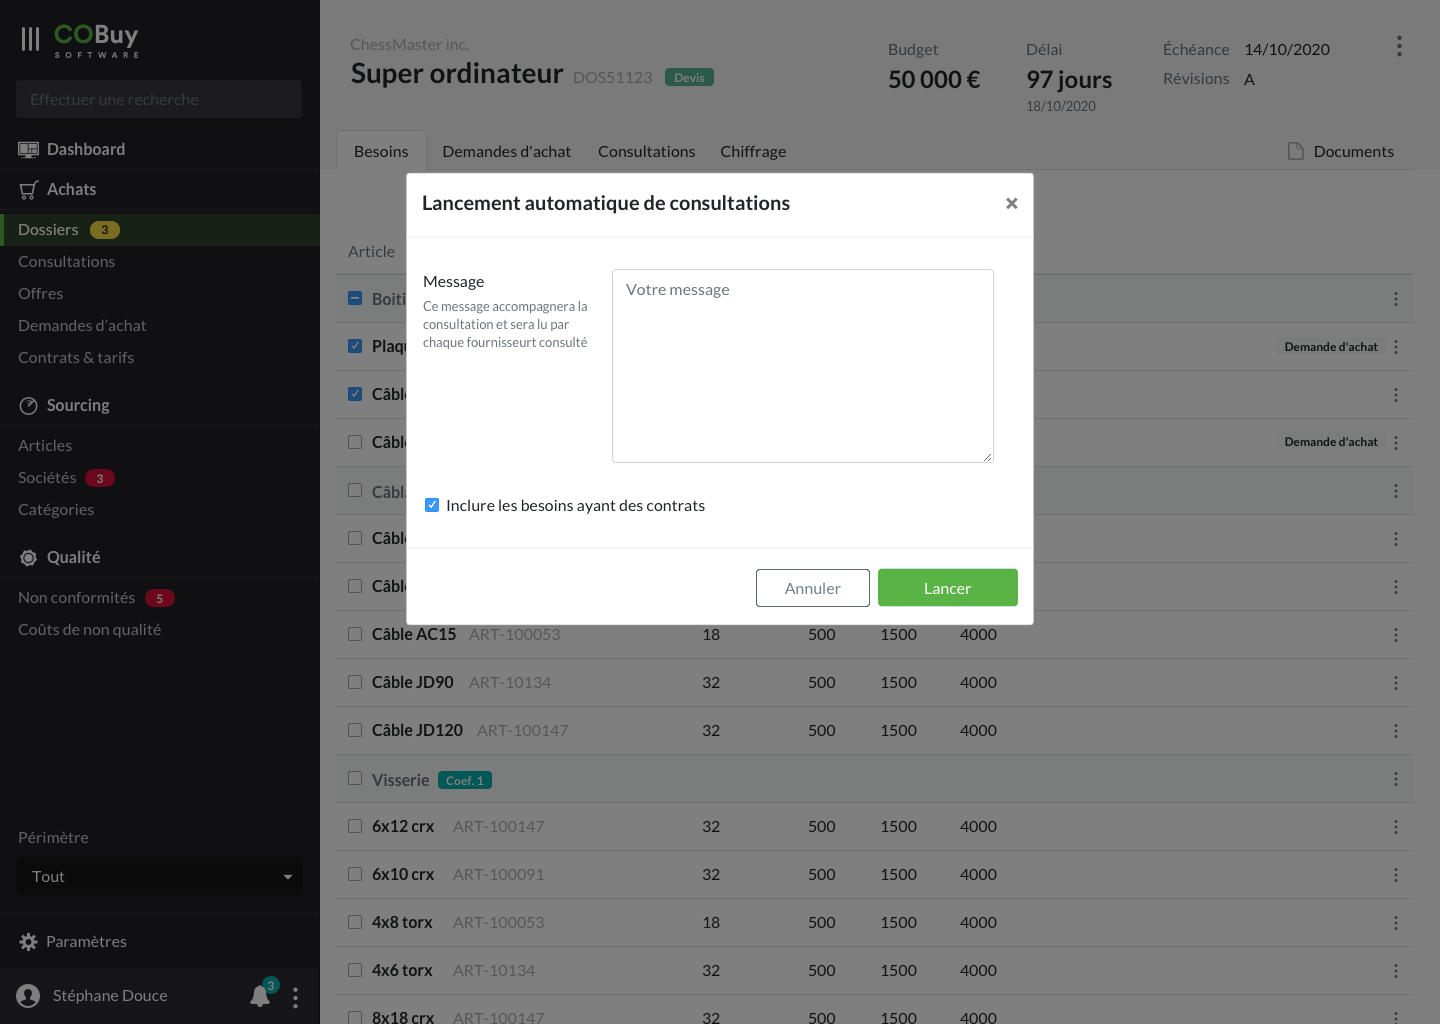 COBuy
SOFTWARE
Effectuer une recherche
Dashboard
Achats
Dossiers 3
Consultations
Offres
Demandes d'achat
Contrats & tarifs
Sourcing
Articles
Sociétés 3
Catégories
Qualité
Non conformités 5
Coûts de non qualité
Périmètre
Tout
Paramètres
Stéphane Douce 3
ChessMaster inc.
Super ordinateur DOS51123 Devis
Budget
50 000 €
Délai
97 jours
18/10/2020
Échéance 14/10/2020
Révisions A
Besoins Demandes d'achat Consultations Chiffrage Documents
Lancement automatique de consultations ×
Message
Ce message accompagnera la
consultation et sera lu par
chaque fournisseurt consulté
Votre message
Inclure les besoins ayant des contrats
Annuler Lancer
Article
Boiti
Plaqu Demande d'achat
Câble
Câble Demande d'achat
Câbl
Câble
Câble
Câble AC15 ART-100053 18 500 1500 4000
Câble JD90 ART-10134 32 500 1500 4000
Câble JD120 ART-100147 32 500 1500 4000
Visserie Coef. 1
6x12 crx ART-100147 32 500 1500 4000
6x10 crx ART-100091 32 500 1500 4000
4x8 torx ART-100053 18 500 1500 4000
4x6 torx ART-10134 32 500 1500 4000
8x18 crx ART-100147 32 500 1500 4000